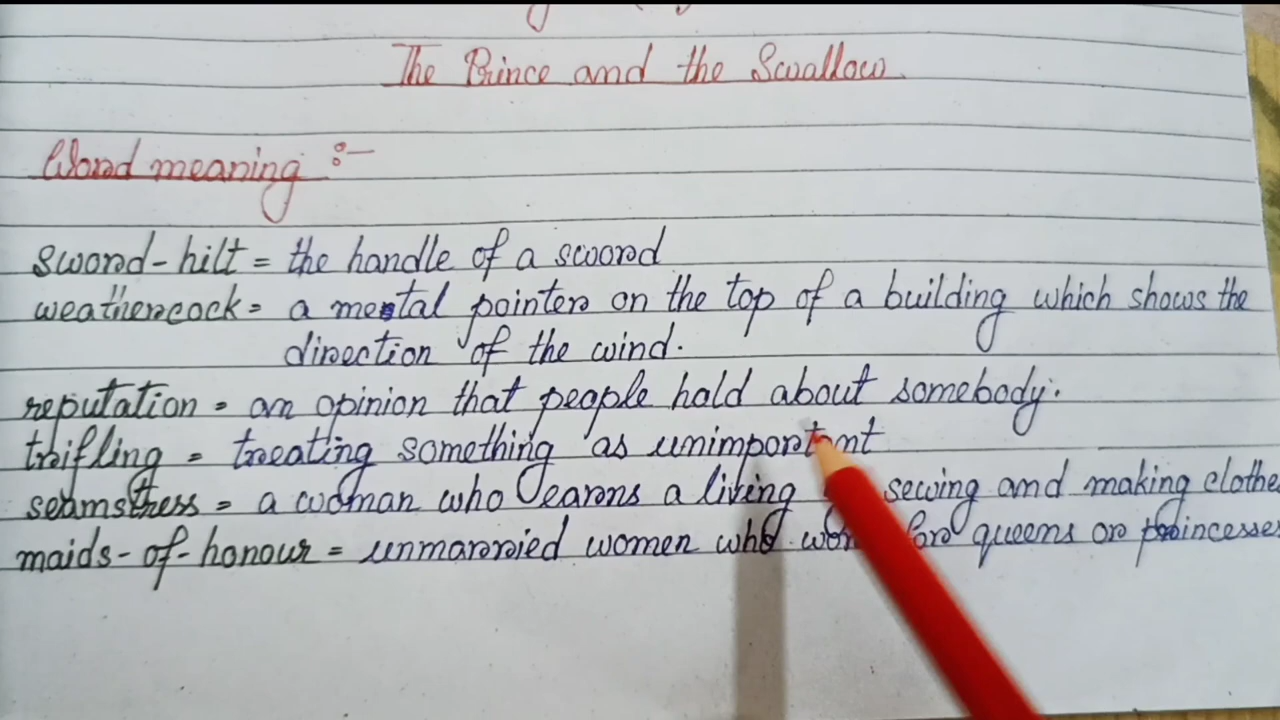 The Prince and the Swallow.
Word meaning :-
sword-hilt = the handle of a sword
weathercock = a metal pointer on the top of a building which shows the
direction of the wind.
reputation = an opinion that people hold about somebody.
trifling = treating something as unimportant
seamstress = a woman who earns a living sewing and making clothe
maids-of-honour = unmarried women who work for queens or princesses